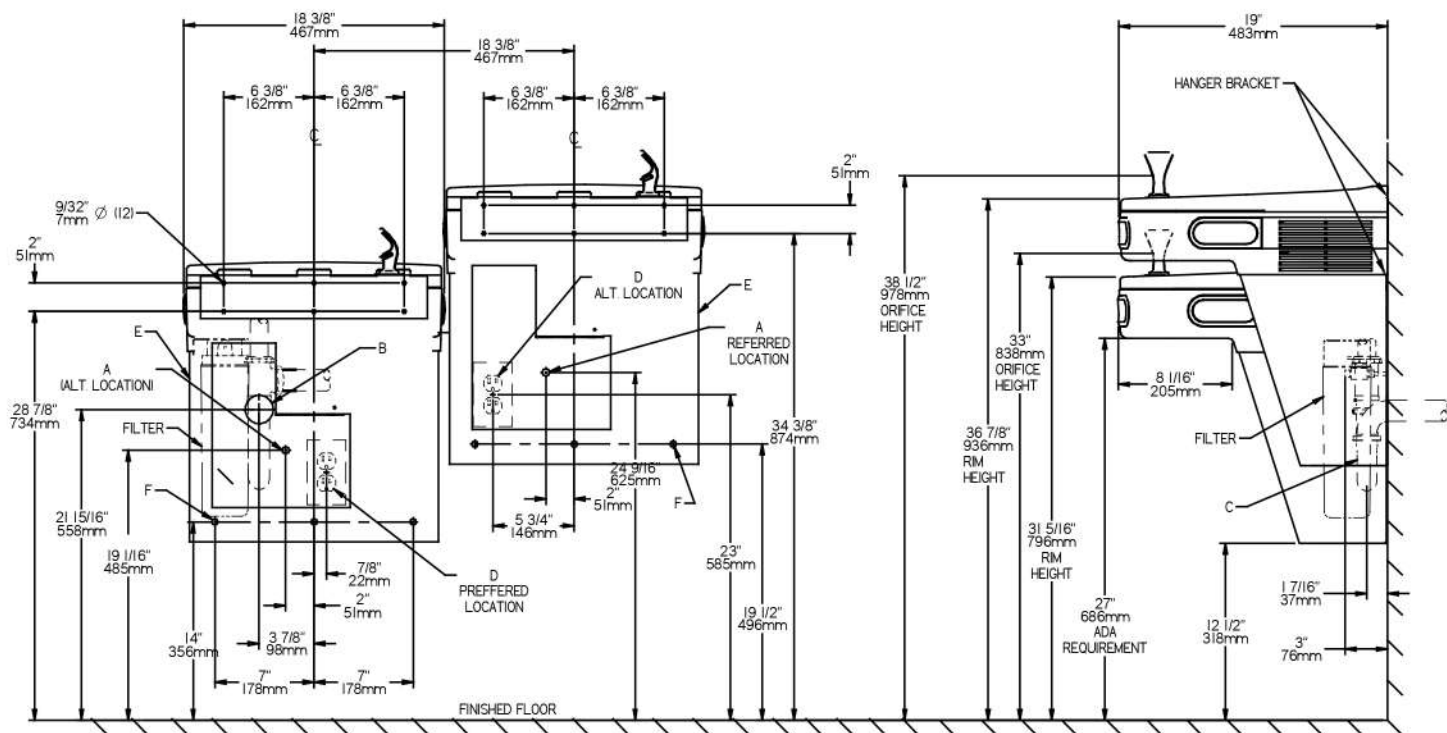 18 3/8"
467mm
18 3/8"
467mm
6 3/8"
162mm
6 3/8"
162mm
6 3/8"
162mm
6 3/8"
162mm
C
C
2"
51mm
9/32" Ø (12)
7mm
2"
51mm
D
ALT. LOCATION
E
A
REFERRED
LOCATION
E
B
A
(ALT. LOCATION)
28 7/8"
734mm
FILTER
34 3/8"
874mm
24 9/16"
625mm
F
F
2"
51mm
5 3/4"
146mm
21 15/16"
558mm
19 1/16"
485mm
23"
585mm
7/8"
22mm
D
PREFFERED
LOCATION
2"
51mm
19 1/2"
496mm
14"
356mm
3 7/8"
98mm
7"
178mm
7"
178mm
FINISHED FLOOR
19"
483mm
HANGER BRACKET
38 1/2"
978mm
ORIFICE
HEIGHT
33"
838mm
ORIFICE
HEIGHT
8 1/16"
205mm
36 7/8"
936mm
RIM
HEIGHT
FILTER
C
31 5/16"
796mm
RIM
HEIGHT
27"
686mm
ADA
REQUIREMENT
12 1/2"
318mm
1 7/16"
37mm
3"
76mm